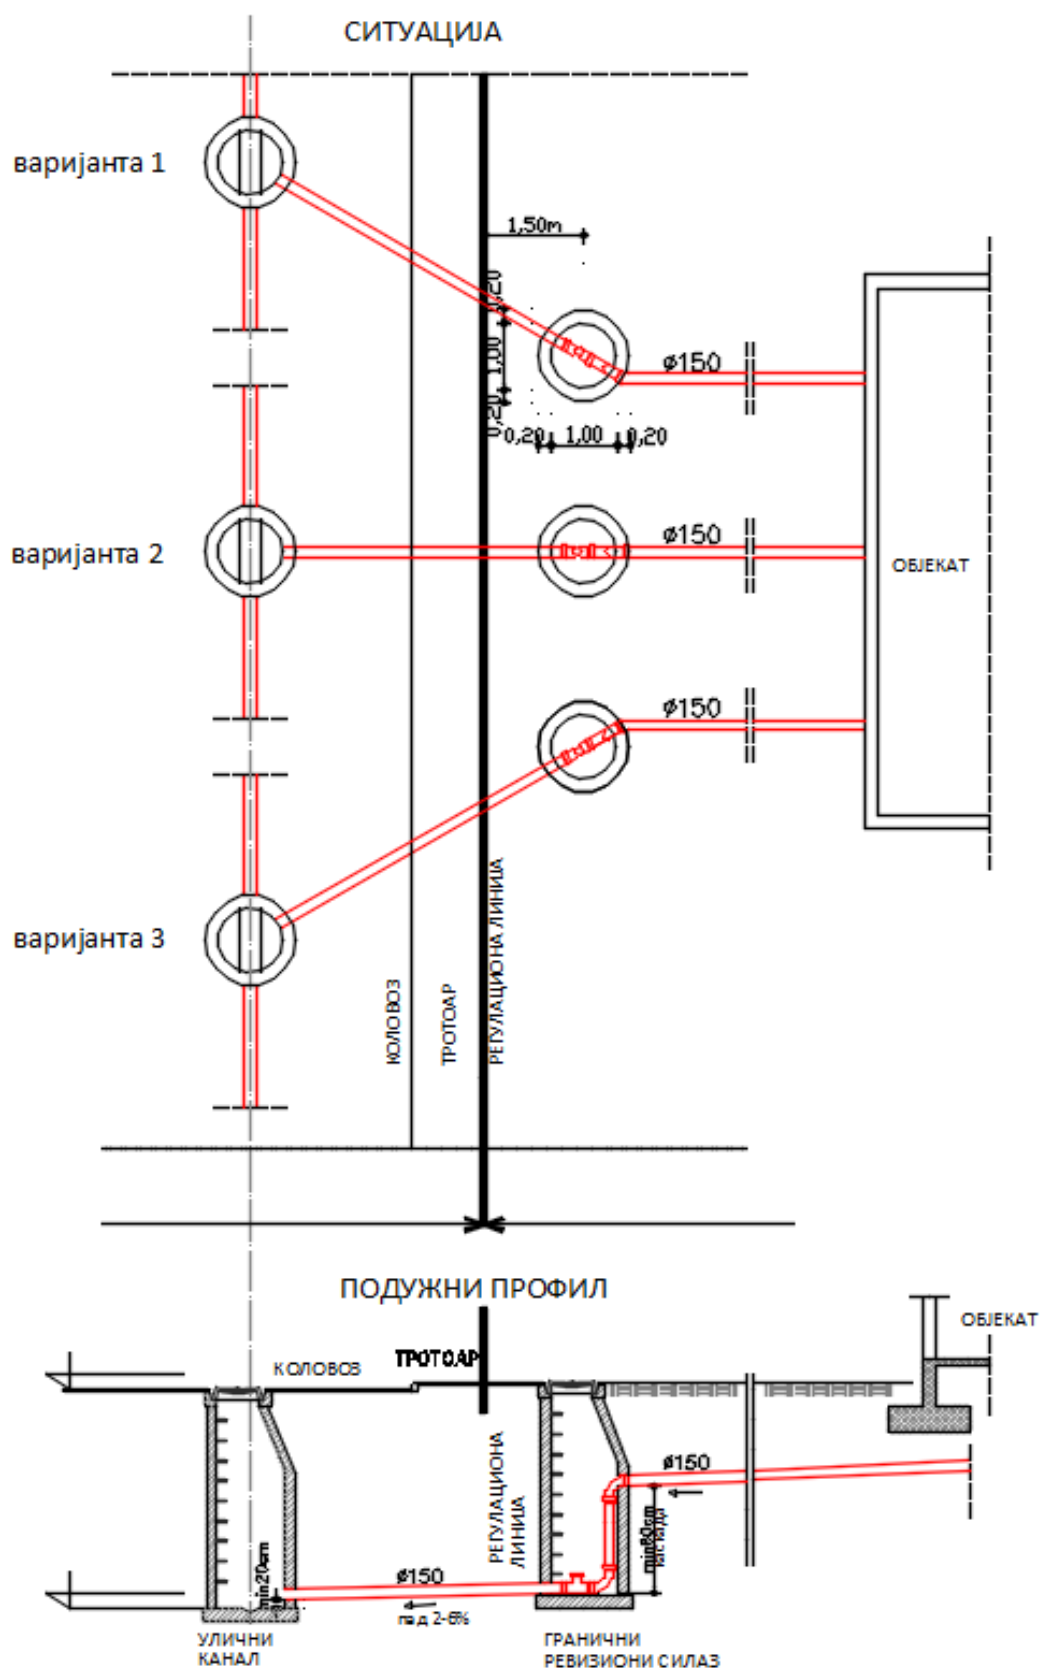 СИТУАЦИЈА
варијанта 1
1,50m
0,20
1,00
0,20
ø150
0,20
1,00
0,20
варијанта 2
ø150
ОБЈЕКАТ
ø150
варијанта 3
КОЛОВОЗ
ТРОТОАР
РЕГУЛАЦИОНА ЛИНИЈА
ПОДУЖНИ ПРОФИЛ
ОБЈЕКАТ
КОЛОВОЗ
ТРОТОАР
РЕГУЛАЦИОНА
ЛИНИЈА
ø150
min80cm
каскада
min20cm
ø150
пад 2-6%
УЛИЧНИ
КАНАЛ
ГРАНИЧНИ
РЕВИЗИОНИ СИЛАЗ